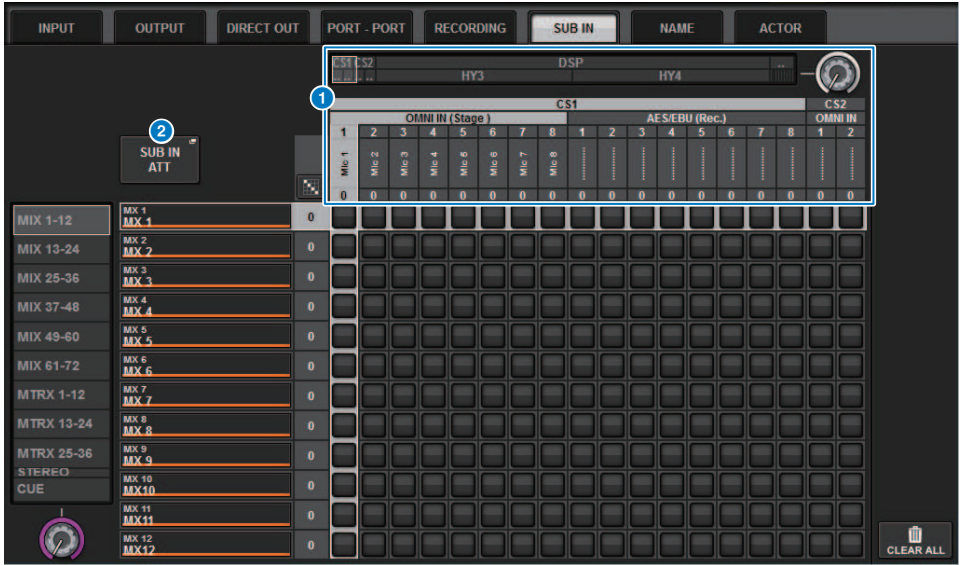 INPUT OUTPUT DIRECT OUT PORT - PORT RECORDING SUB IN NAME ACTOR
CS1 CS2 DSP ..
.. .. .. .. HY3 HY4
1
CS1 CS2
OMNI IN (Stage ) AES/EBU (Rec.) OMNI IN
1 2 3 4 5 6 7 8 1 2 3 4 5 6 7 8 1 2
Mic 1 Mic 2 Mic 3 Mic 4 Mic 5 Mic 6 Mic 7 Mic 8
0 0 0 0 0 0 0 0 0 0 0 0 0 0 0 0 0 0
2
SUB IN
ATT
MIX 1-12
MIX 13-24
MIX 25-36
MIX 37-48
MIX 49-60
MIX 61-72
MTRX 1-12
MTRX 13-24
MTRX 25-36
STEREO
CUE
MX 1
MX 1 0
MX 2
MX 2 0
MX 3
MX 3 0
MX 4
MX 4 0
MX 5
MX 5 0
MX 6
MX 6 0
MX 7
MX 7 0
MX 8
MX 8 0
MX 9
MX 9 0
MX 10
MX10 0
MX 11
MX11 0
MX 12
MX12 0
CLEAR ALL